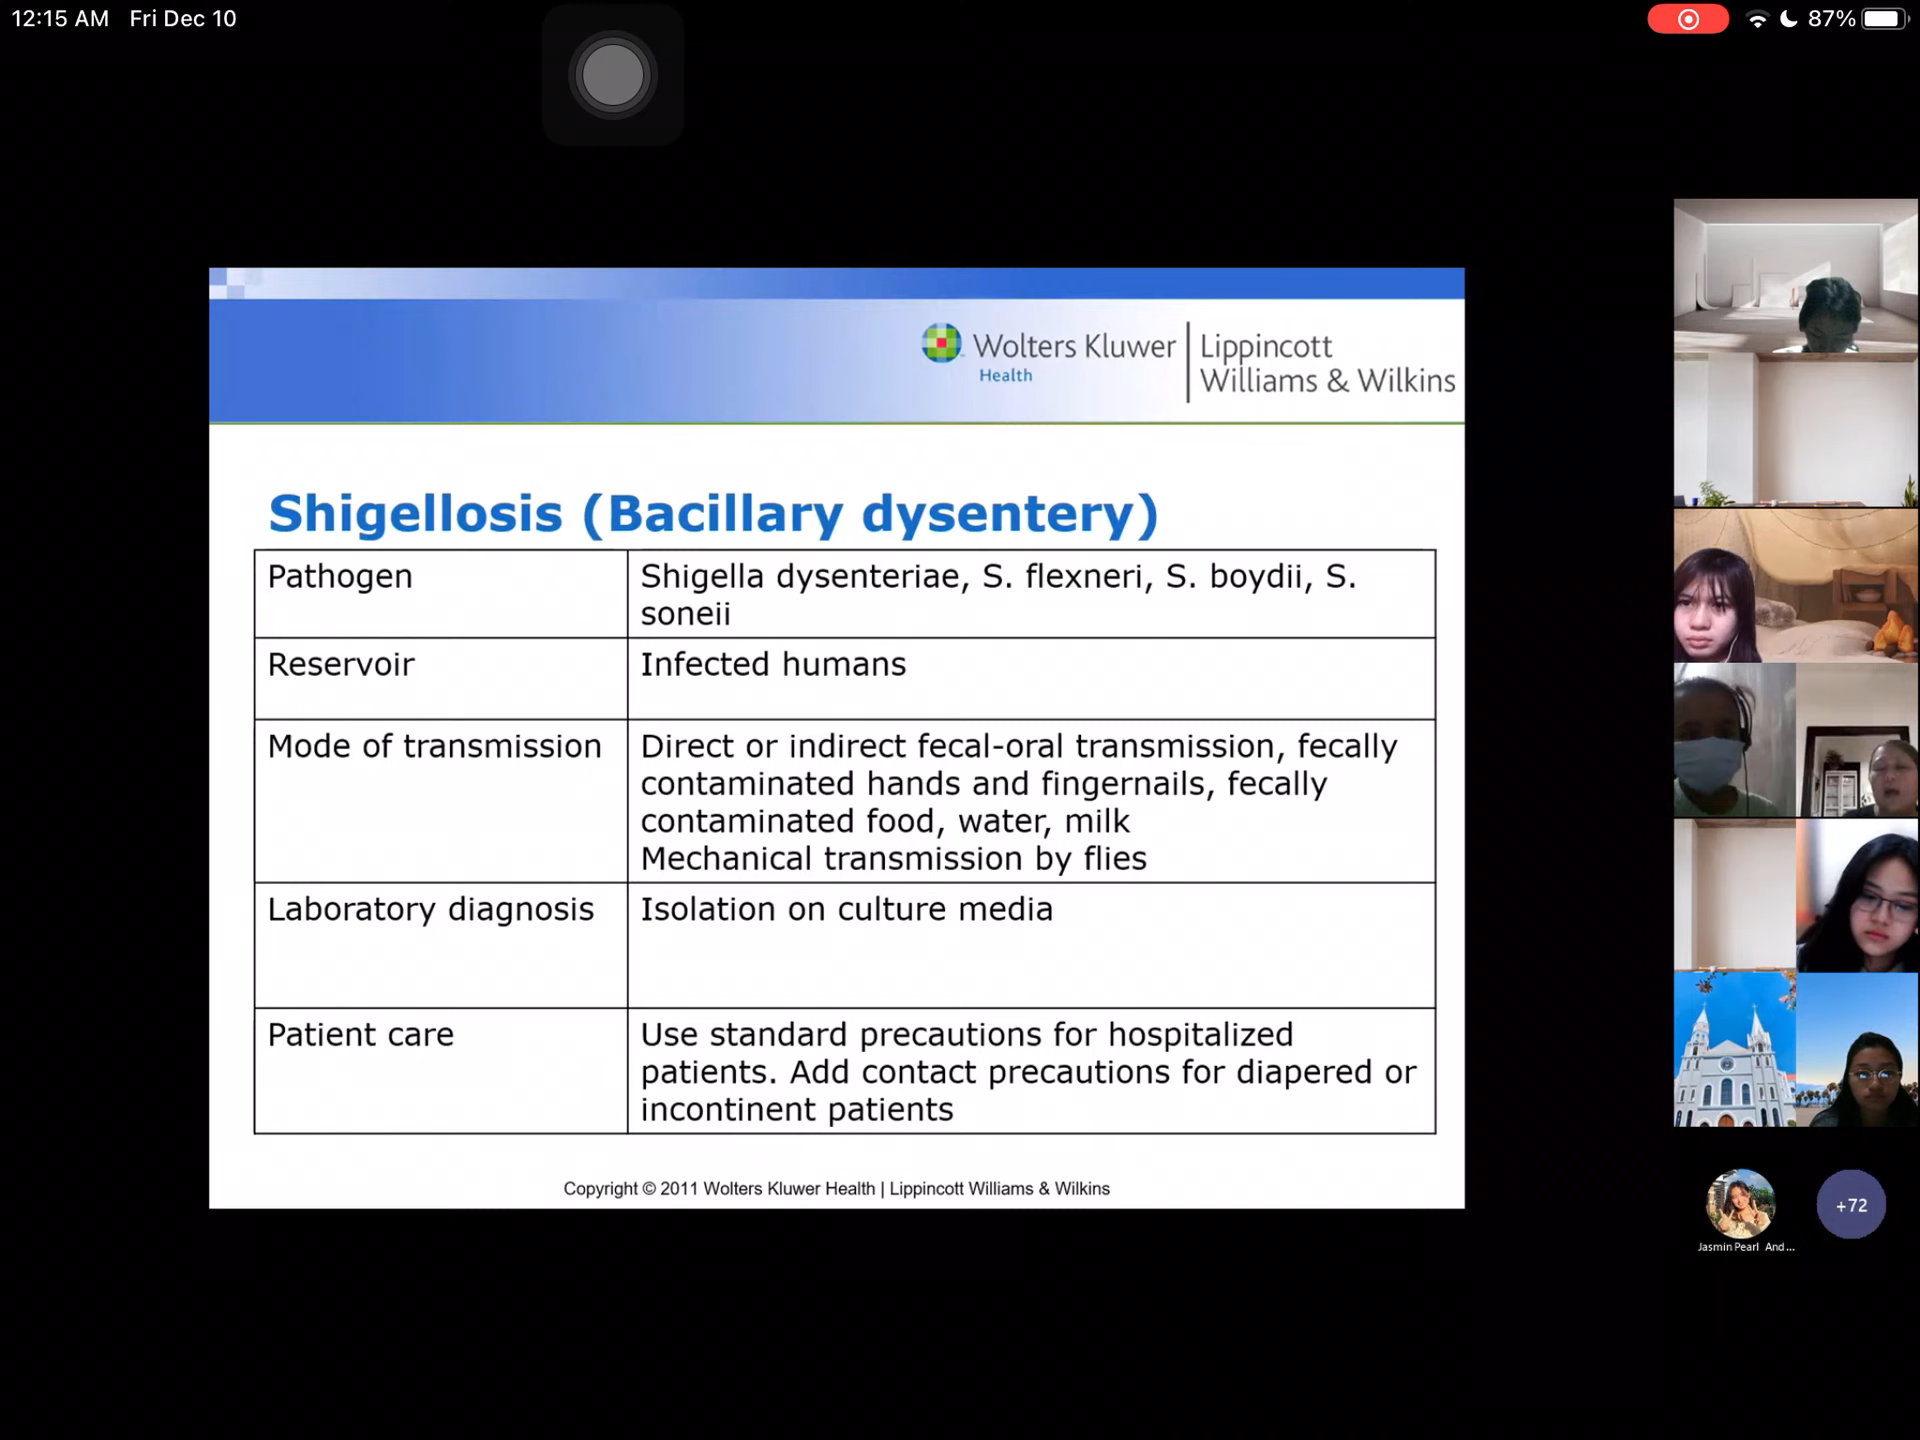 12:15 AM Fri Dec 10
87%
Wolters Kluwer
Health
Lippincott
Williams & Wilkins
Shigellosis (Bacillary dysentery)
Pathogen
Shigella dysenteriae, S. flexneri, S. boydii, S.
soneii
Reservoir
Infected humans
Mode of transmission
Direct or indirect fecal-oral transmission, fecally
contaminated hands and fingernails, fecally
contaminated food, water, milk
Mechanical transmission by flies
Laboratory diagnosis
Isolation on culture media
Patient care
Use standard precautions for hospitalized
patients. Add contact precautions for diapered or
incontinent patients
Copyright © 2011 Wolters Kluwer Health | Lippincott Williams & Wilkins
Jasmin Pearl And...
+72